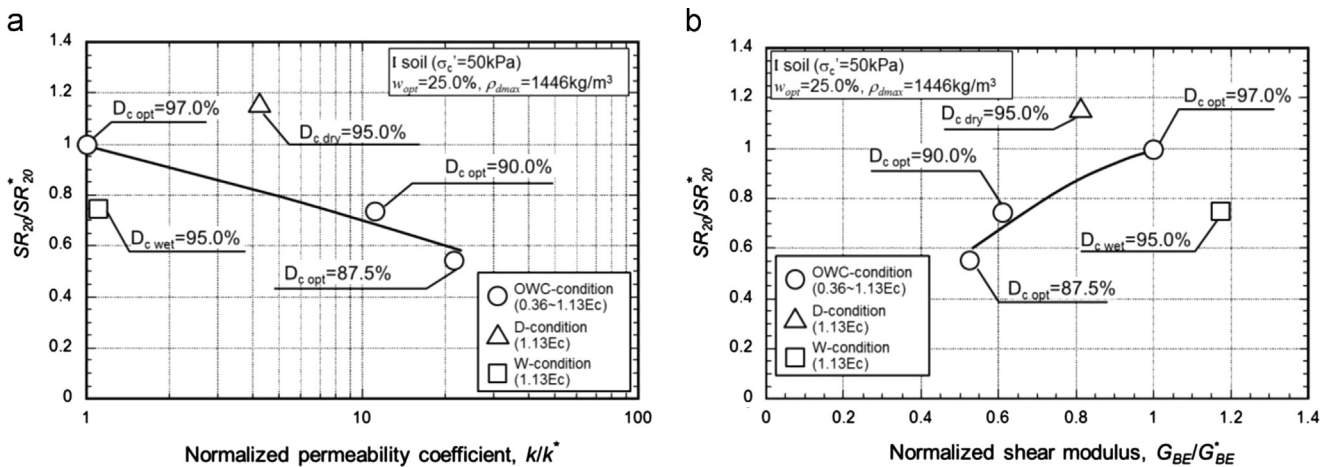 a
1.4
1.2
1
0.8
0.6
0.4
0.2
0
SR20/SR*20
I soil (σc'=50kPa)
wopt=25.0%, ρdmax=1446kg/m3
Dc opt=97.0%
Dc dry=95.0%
Dc opt=90.0%
Dc wet=95.0%
Dc opt=87.5%
OWC-condition
(0.36~1.13Ec)
D-condition
(1.13Ec)
W-condition
(1.13Ec)
1 10 100
Normalized permeability coefficient, k/k*
b
1.4
1.2
1
0.8
0.6
0.4
0.2
0
SR20/SR*20
I soil (σc'=50kPa)
wopt=25.0%, ρdmax=1446kg/m3
Dc opt=97.0%
Dc dry=95.0%
Dc opt=90.0%
Dc wet=95.0%
Dc opt=87.5%
OWC-condition
(0.36~1.13Ec)
D-condition
(1.13Ec)
W-condition
(1.13Ec)
0 0.2 0.4 0.6 0.8 1 1.2 1.4
Normalized shear modulus, GBE/G*BE